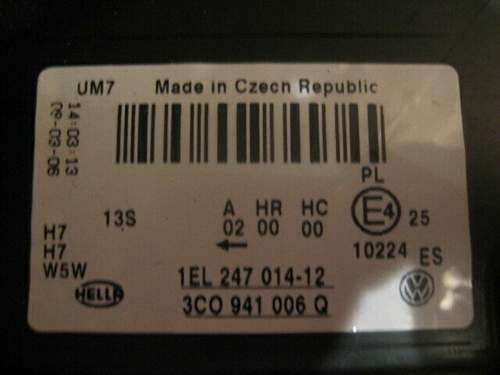 UM7 Made in Czech Republic
14:03:13
09-03-06
PL
13S
A HR HC
02 00 00
E4 25
10224 ES
H7
H7
W5W
1EL 247 014-12
HELLA
3C0 941 006 Q
VW